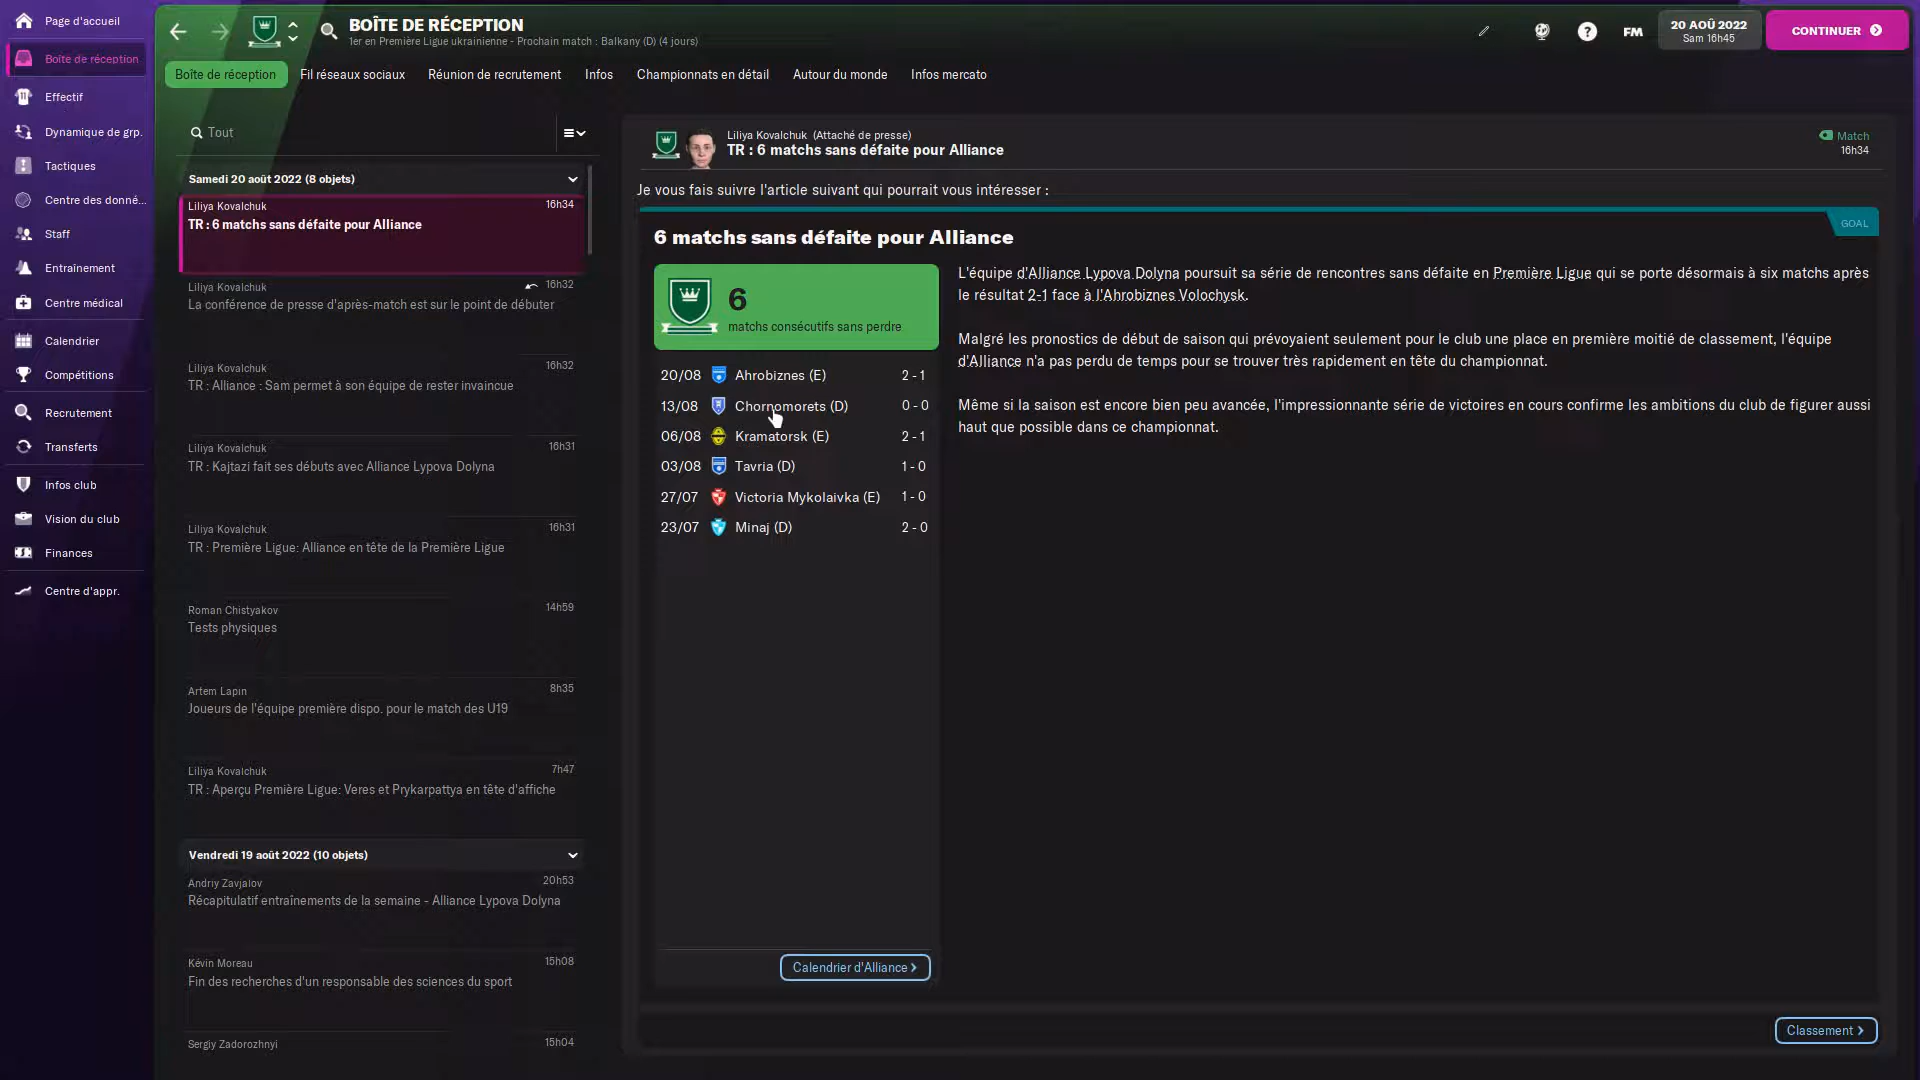 Page d'accueil
Boîte de réception
Effectif
Dynamique de grp.
Tactiques
Centre des donné...
Staff
Entraînement
Centre médical
Calendrier
Compétitions
Recrutement
Transferts
Infos club
Vision du club
Finances
Centre d'appr.
BOÎTE DE RÉCEPTION
1er en Première Ligue ukrainienne - Prochain match : Balkany (D) (4 jours)
FM
20 AOÛ 2022
Sam 16h45
CONTINUER
Boîte de réception
Fil réseaux sociaux
Réunion de recrutement
Infos
Championnats en détail
Autour du monde
Infos mercato
Tout
Samedi 20 août 2022 (8 objets)
Liliya Kovalchuk 16h34
TR : 6 matchs sans défaite pour Alliance
Liliya Kovalchuk 16h32
La conférence de presse d'après-match est sur le point de débuter
Liliya Kovalchuk 16h32
TR : Alliance : Sam permet à son équipe de rester invaincue
Liliya Kovalchuk 16h31
TR : Kajtazi fait ses débuts avec Alliance Lypova Dolyna
Liliya Kovalchuk 16h31
TR : Première Ligue: Alliance en tête de la Première Ligue
Roman Chistyakov 14h59
Tests physiques
Artem Lapin 8h35
Joueurs de l'équipe première dispo. pour le match des U19
Liliya Kovalchuk 7h47
TR : Aperçu Première Ligue: Veres et Prykarpattya en tête d'affiche
Vendredi 19 août 2022 (10 objets)
Andriy Zavjalov 20h53
Récapitulatif entraînements de la semaine - Alliance Lypova Dolyna
Kévin Moreau 15h08
Fin des recherches d'un responsable des sciences du sport
Sergiy Zadorozhnyi 15h04
Liliya Kovalchuk (Attaché de presse)
TR : 6 matchs sans défaite pour Alliance
Match
16h34
Je vous fais suivre l'article suivant qui pourrait vous intéresser :
GOAL
6 matchs sans défaite pour Alliance
6
matchs consécutifs sans perdre
20/08 Ahrobiznes (E) 2 - 1
13/08 Chornomorets (D) 0 - 0
06/08 Kramatorsk (E) 2 - 1
03/08 Tavria (D) 1 - 0
27/07 Victoria Mykolaivka (E) 1 - 0
23/07 Minaj (D) 2 - 0
Calendrier d'Alliance
L'équipe d'Alliance Lypova Dolyna poursuit sa série de rencontres sans défaite en Première Ligue qui se porte désormais à six matchs après
le résultat 2-1 face à l'Ahrobiznes Volochysk.
Malgré les pronostics de début de saison qui prévoyaient seulement pour le club une place en première moitié de classement, l'équipe
d'Alliance n'a pas perdu de temps pour se trouver très rapidement en tête du championnat.
Même si la saison est encore bien peu avancée, l'impressionnante série de victoires en cours confirme les ambitions du club de figurer aussi
haut que possible dans ce championnat.
Classement